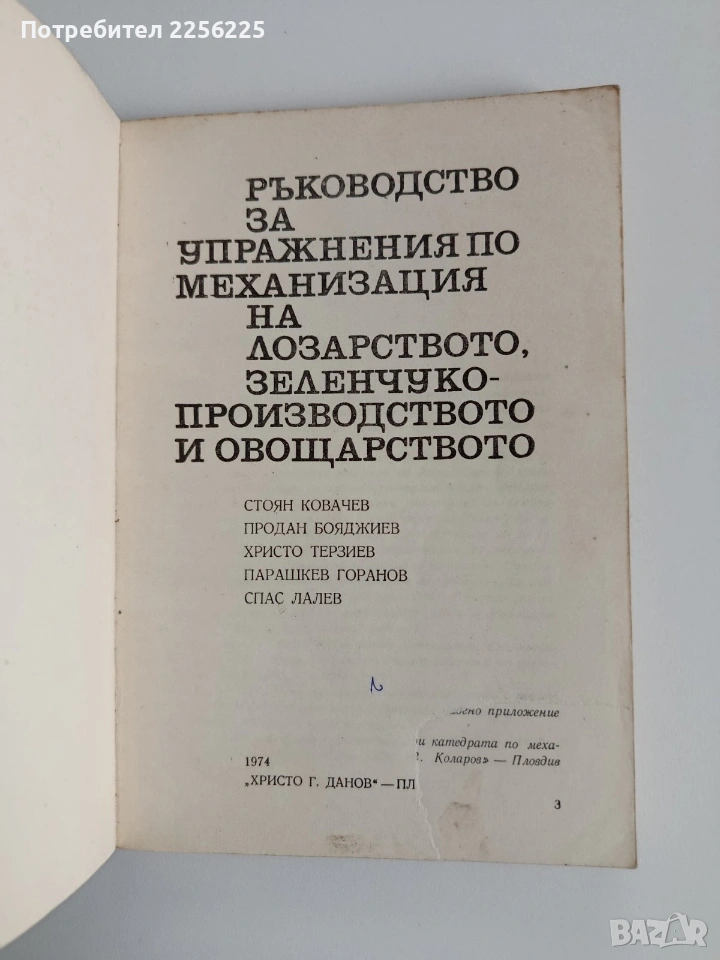 Потребител 2256225
РЪКОВОДСТВО
ЗА
УПРАЖНЕНИЯ ПО
МЕХАНИЗАЦИЯ
НА
ЛОЗАРСТВОТО,
ЗЕЛЕНЧУКО-
ПРОИЗВОДСТВОТО
И ОВОЩАРСТВОТО
СТОЯН КОВАЧЕВ
ПРОДАН БОЯДЖИЕВ
ХРИСТО ТЕРЗИЕВ
ПАРАШКЕВ ГОРАНОВ
СПАС ЛАЛЕВ
приложение
катедрата по меха-
Коларов» — Пловдив
1974
„ХРИСТО Г. ДАНОВ“ — ПЛ
3
BAZAR